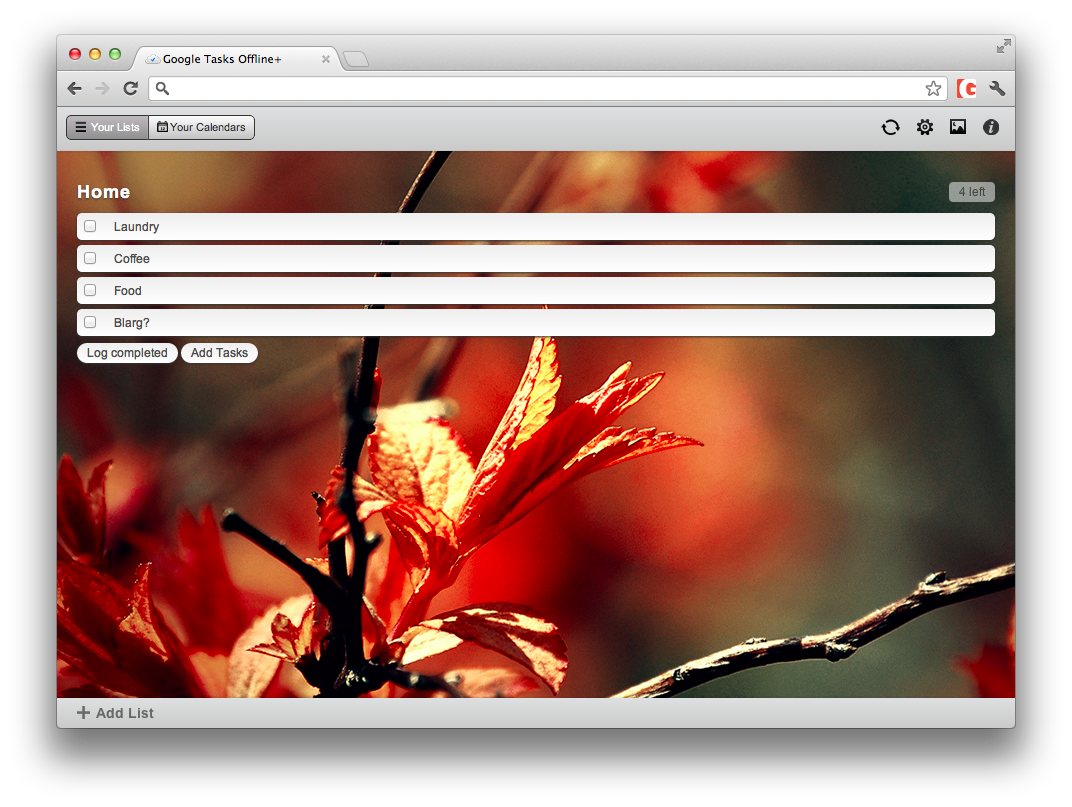 Google Tasks Offline+
Your Lists
Your Calendars
Home
4 left
Laundry
Coffee
Food
Blarg?
Log completed
Add Tasks
Add List